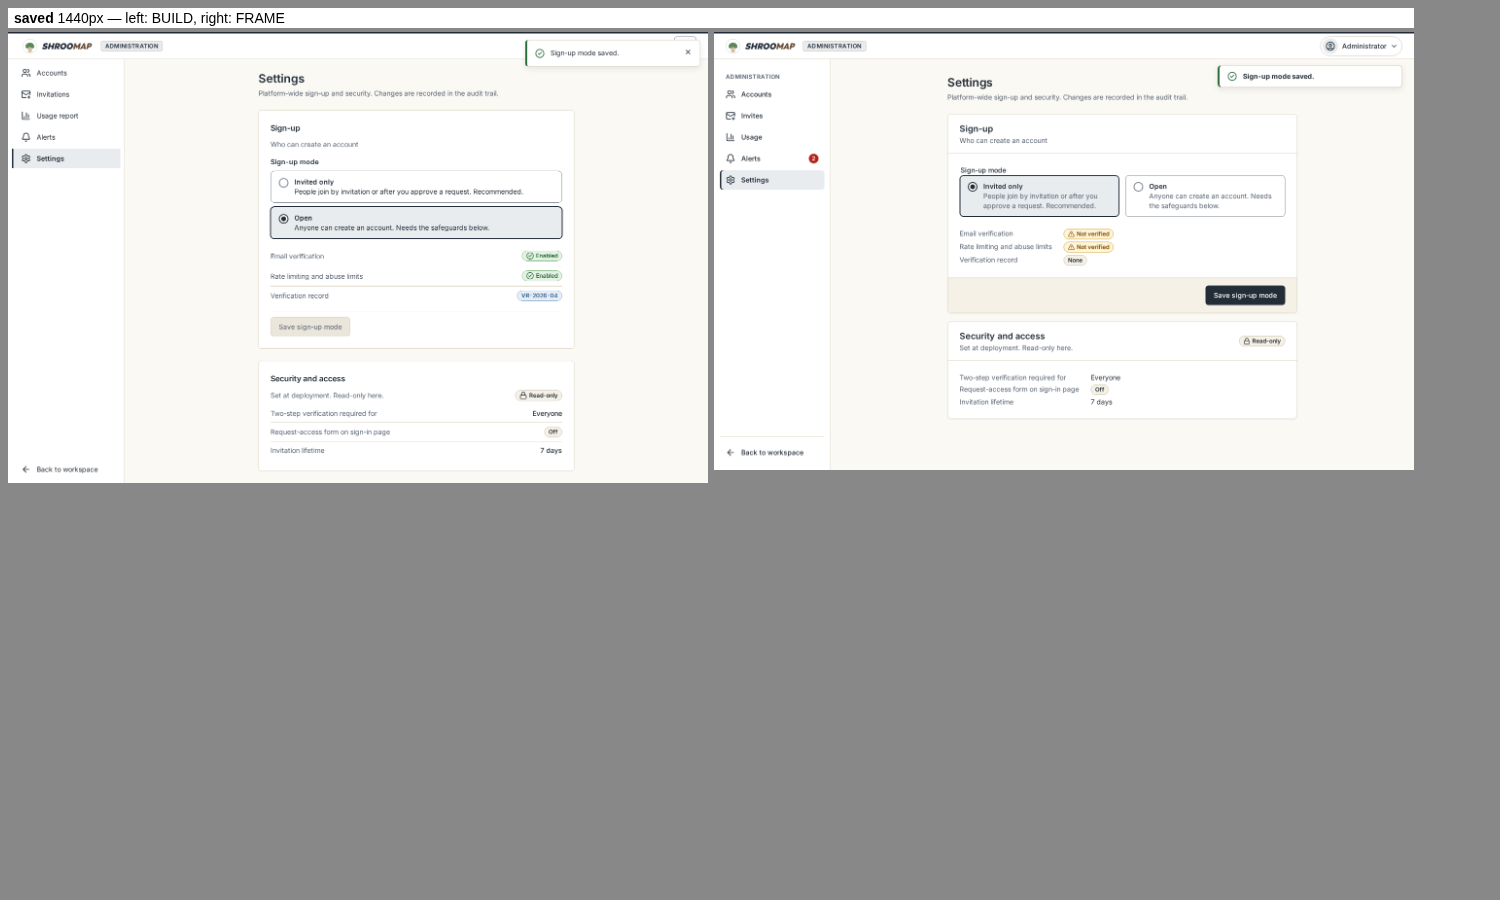 saved 1440px — left: BUILD, right: FRAME
SHROOMAP
ADMINISTRATION
Sign-up mode saved.
Accounts
Invitations
Usage report
Alerts
Settings
Back to workspace
Settings
Platform-wide sign-up and security. Changes are recorded in the audit trail.
Sign-up
Who can create an account
Sign-up mode
Invited only
People join by invitation or after you approve a request. Recommended.
Open
Anyone can create an account. Needs the safeguards below.
Email verification
Enabled
Rate limiting and abuse limits
Enabled
Verification record
VR-2026-04
Save sign-up mode
Security and access
Set at deployment. Read-only here.
Read-only
Two-step verification required for
Everyone
Request-access form on sign-in page
Off
Invitation lifetime
7 days
SHROOMAP
ADMINISTRATION
Administrator
Sign-up mode saved.
ADMINISTRATION
Accounts
Invites
Usage
Alerts
2
Settings
Back to workspace
Settings
Platform-wide sign-up and security. Changes are recorded in the audit trail.
Sign-up
Who can create an account
Sign-up mode
Invited only
People join by invitation or after you
approve a request. Recommended.
Open
Anyone can create an account. Needs
the safeguards below.
Email verification
Not verified
Rate limiting and abuse limits
Not verified
Verification record
None
Save sign-up mode
Security and access
Set at deployment. Read-only here.
Read-only
Two-step verification required for
Everyone
Request-access form on sign-in page
Off
Invitation lifetime
7 days